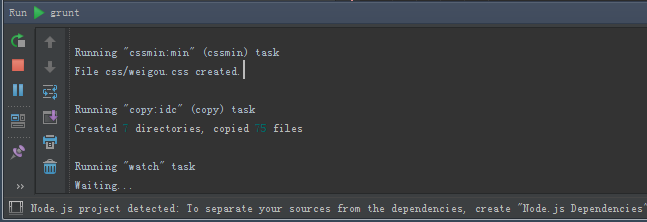 Run grunt
Running "cssmin:min" (cssmin) task
File css/weigou.css created.
Running "copy:idc" (copy) task
Created 7 directories, copied 75 files
Running "watch" task
Waiting...
Node.js project detected: To separate your sources from the dependencies, create "Node.js Dependencies"